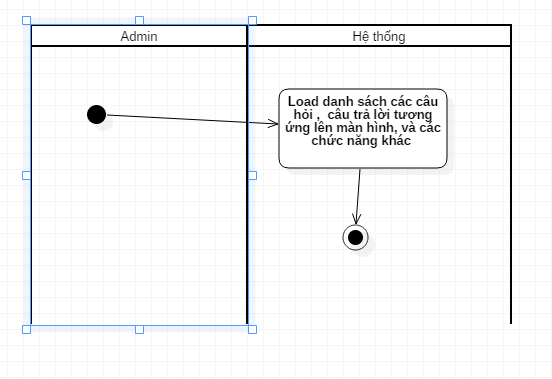 Admin
Hệ thống
Load danh sách các câu
hỏi ,  câu trả lời tương
ứng lên màn hình, và các
chức năng khác